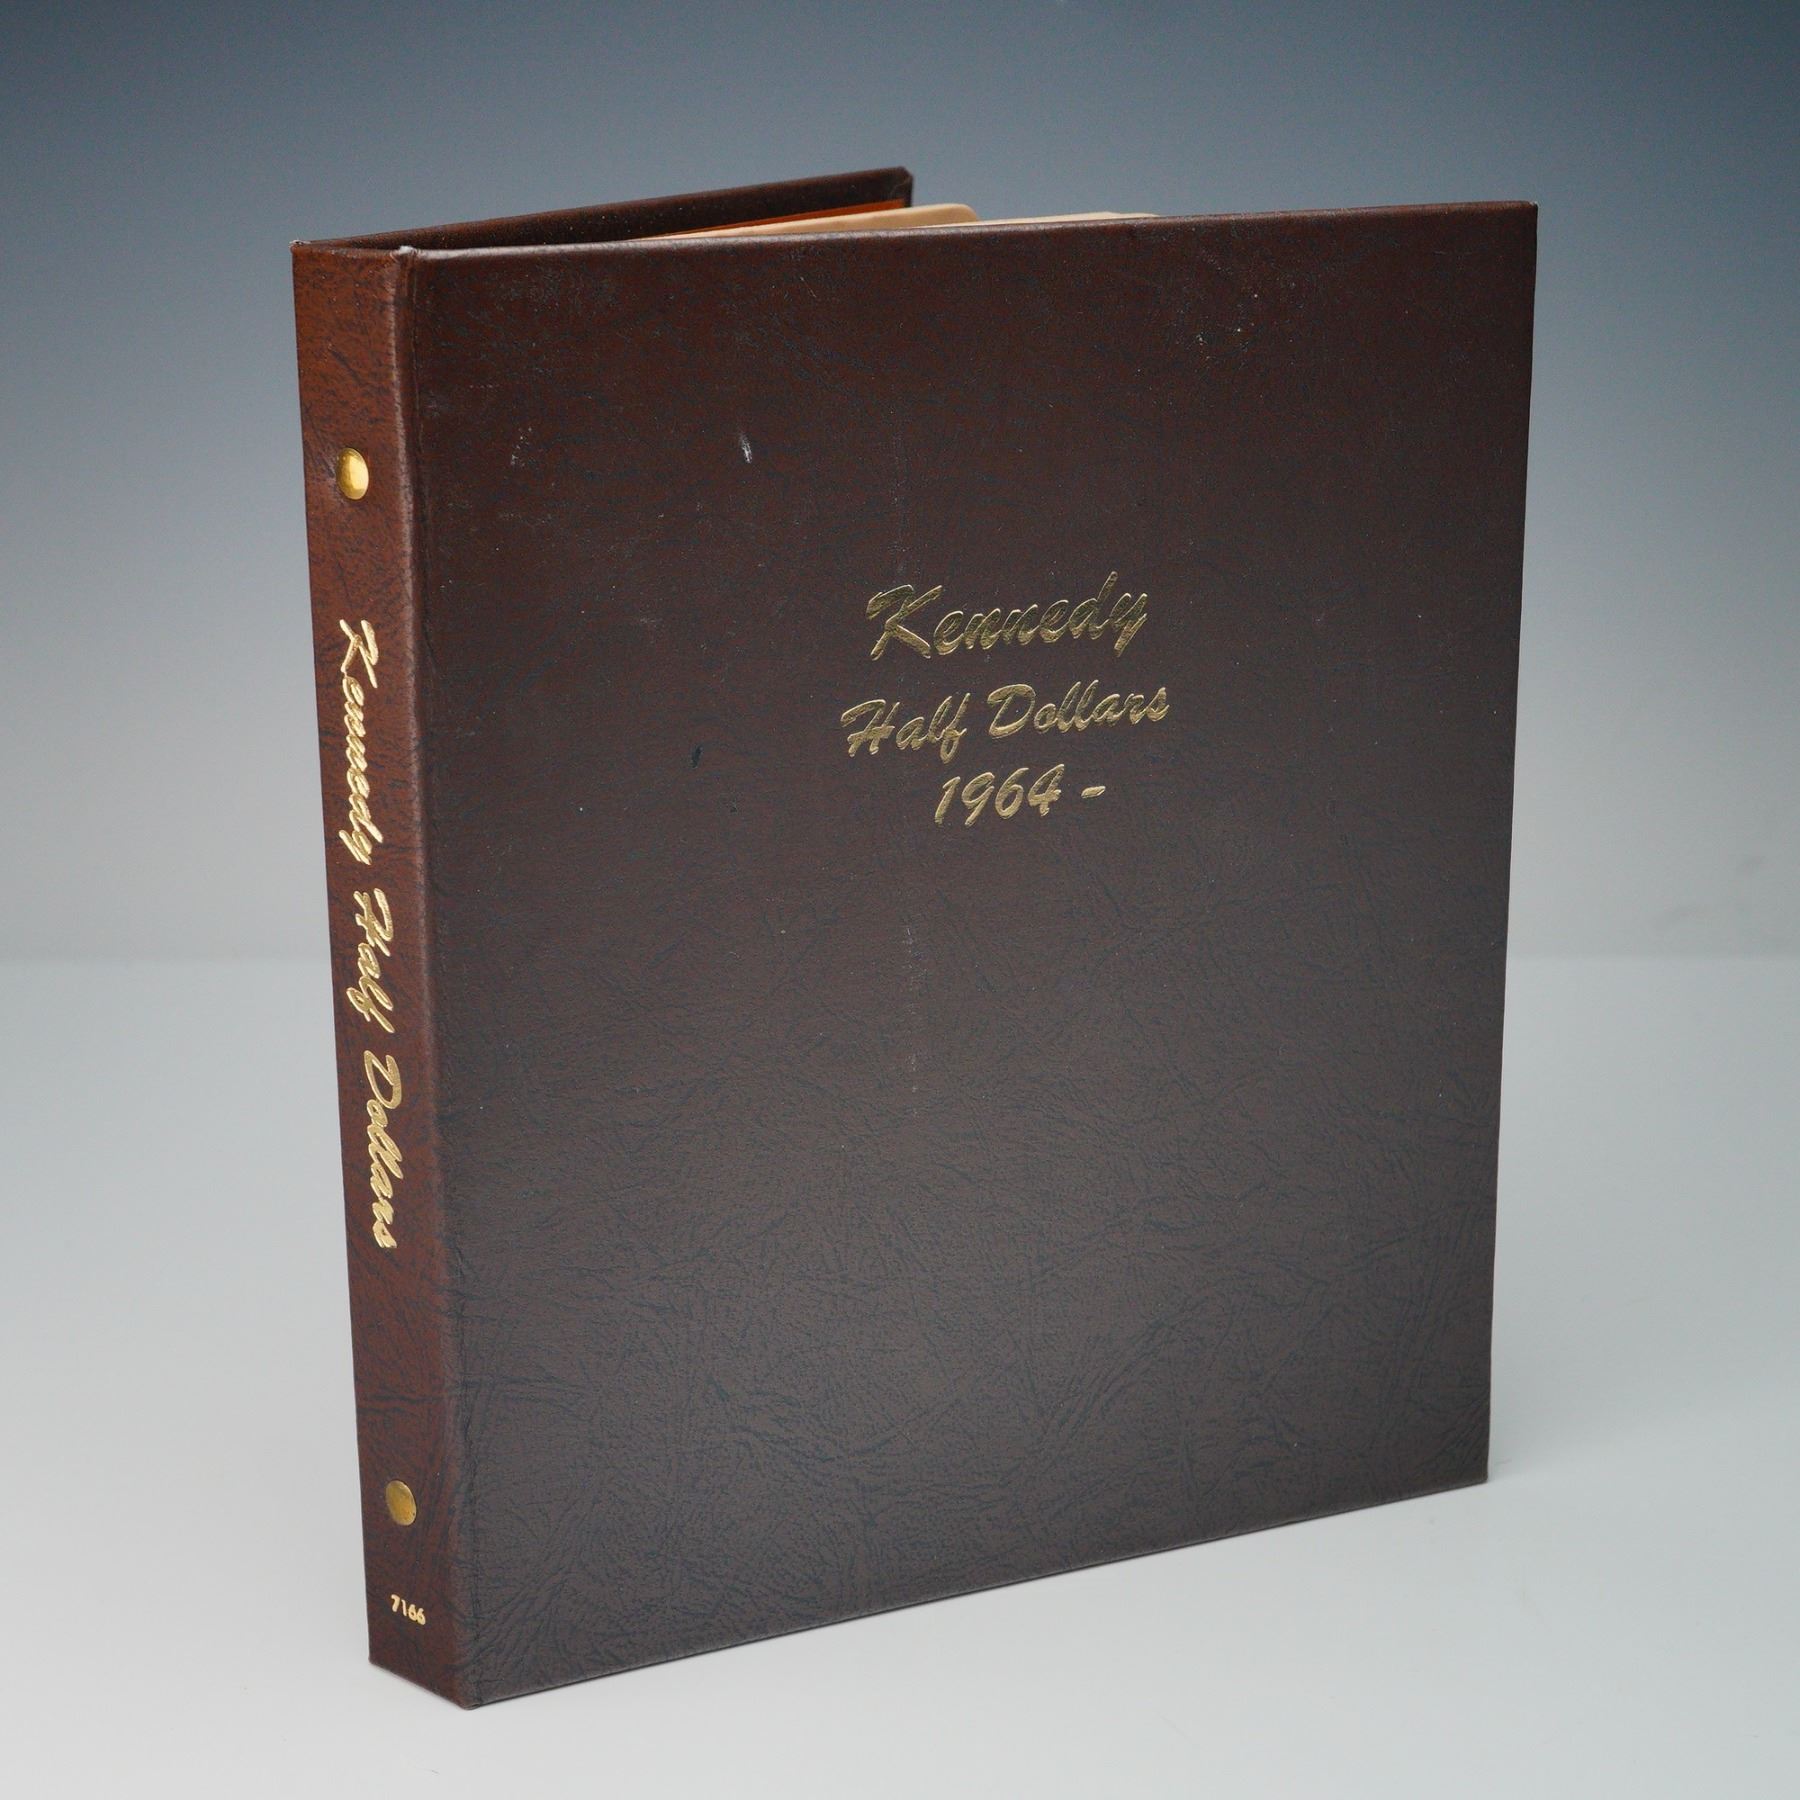 Kennedy
Half Dollars
1964 -
Kennedy Half Dollars
7166